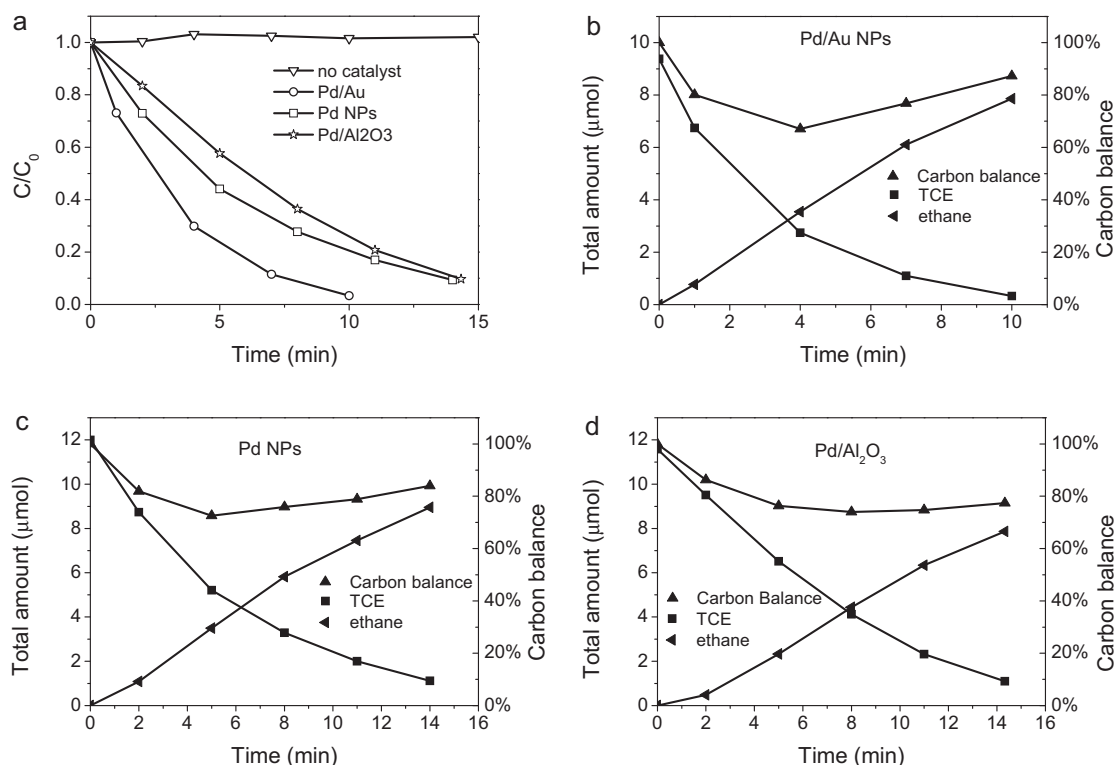 a
C/C0
1.0
0.8
0.6
0.4
0.2
0.0
no catalyst
Pd/Au
Pd NPs
Pd/Al2O3
0 5 10 15
Time (min)
b
Pd/Au NPs
Total amount (μmol)
10
8
6
4
2
0
100%
80%
60%
40%
20%
0%
Carbon balance
Carbon balance
TCE
ethane
0 2 4 6 8 10
Time (min)
c
Pd NPs
Total amount (μmol)
12
10
8
6
4
2
0
100%
80%
60%
40%
20%
0%
Carbon balance
Carbon balance
TCE
ethane
0 2 4 6 8 10 12 14 16
Time (min)
d
Pd/Al2O3
Total amount (μmol)
12
10
8
6
4
2
0
100%
80%
60%
40%
20%
0%
Carbon balance
Carbon Balance
TCE
ethane
0 2 4 6 8 10 12 14 16
Time (min)